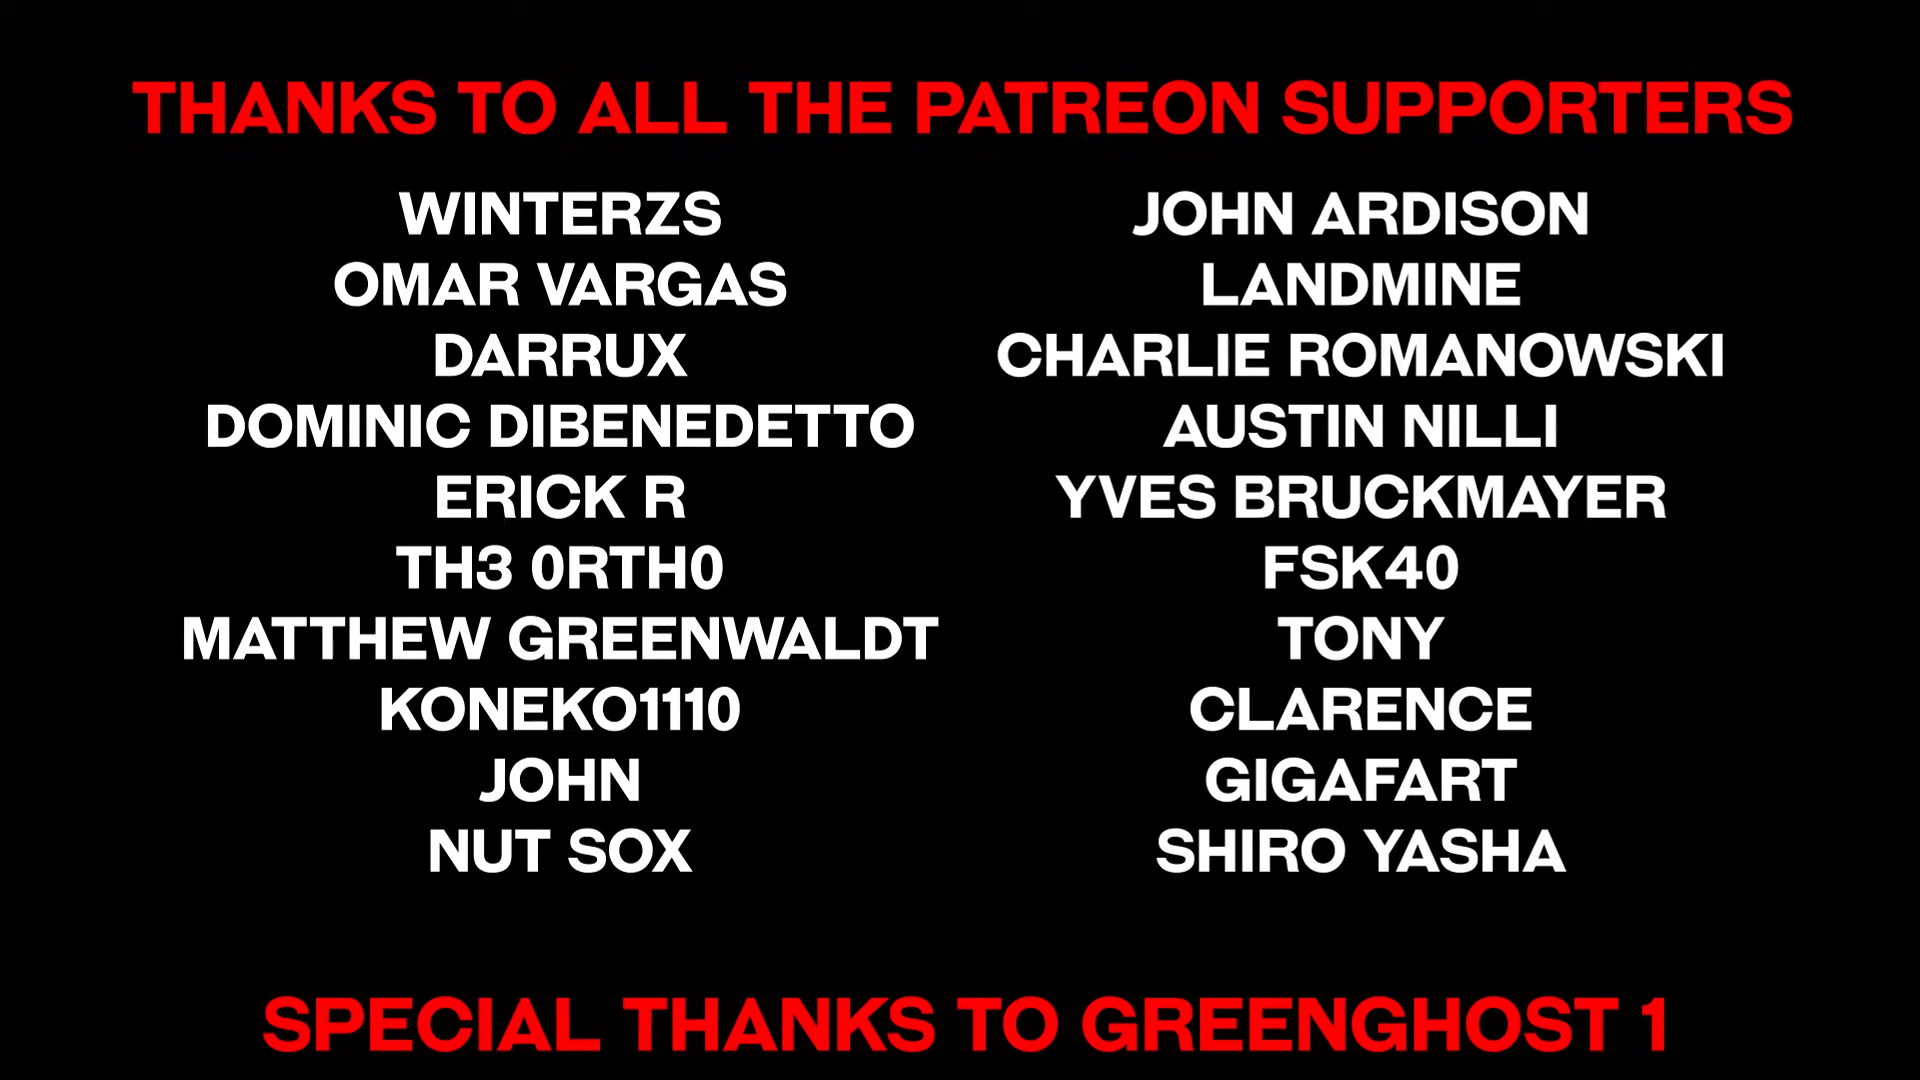 THANKS TO ALL THE PATREON SUPPORTERS
WINTERZS
OMAR VARGAS
DARRUX
DOMINIC DIBENEDETTO
ERICK R
TH3 0RTH0
MATTHEW GREENWALDT
KONEKO1110
JOHN
NUT SOX
JOHN ARDISON
LANDMINE
CHARLIE ROMANOWSKI
AUSTIN NILLI
YVES BRUCKMAYER
FSK40
TONY
CLARENCE
GIGAFART
SHIRO YASHA
SPECIAL THANKS TO GREENGHOST 1